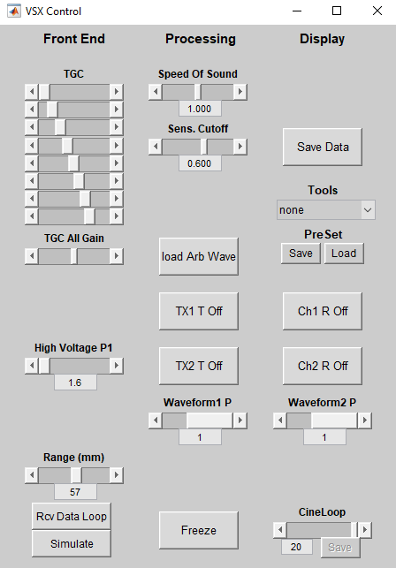 VSX Control
Front End
TGC
TGC All Gain
High Voltage P1
1.6
Range (mm)
57
Rcv Data Loop
Simulate
Processing
Speed Of Sound
1.000
Sens. Cutoff
0.600
load Arb Wave
TX1 T Off
TX2 T Off
Waveform1 P
1
Freeze
Display
Save Data
Tools
none
PreSet
Save Load
Ch1 R Off
Ch2 R Off
Waveform2 P
1
CineLoop
20 Save